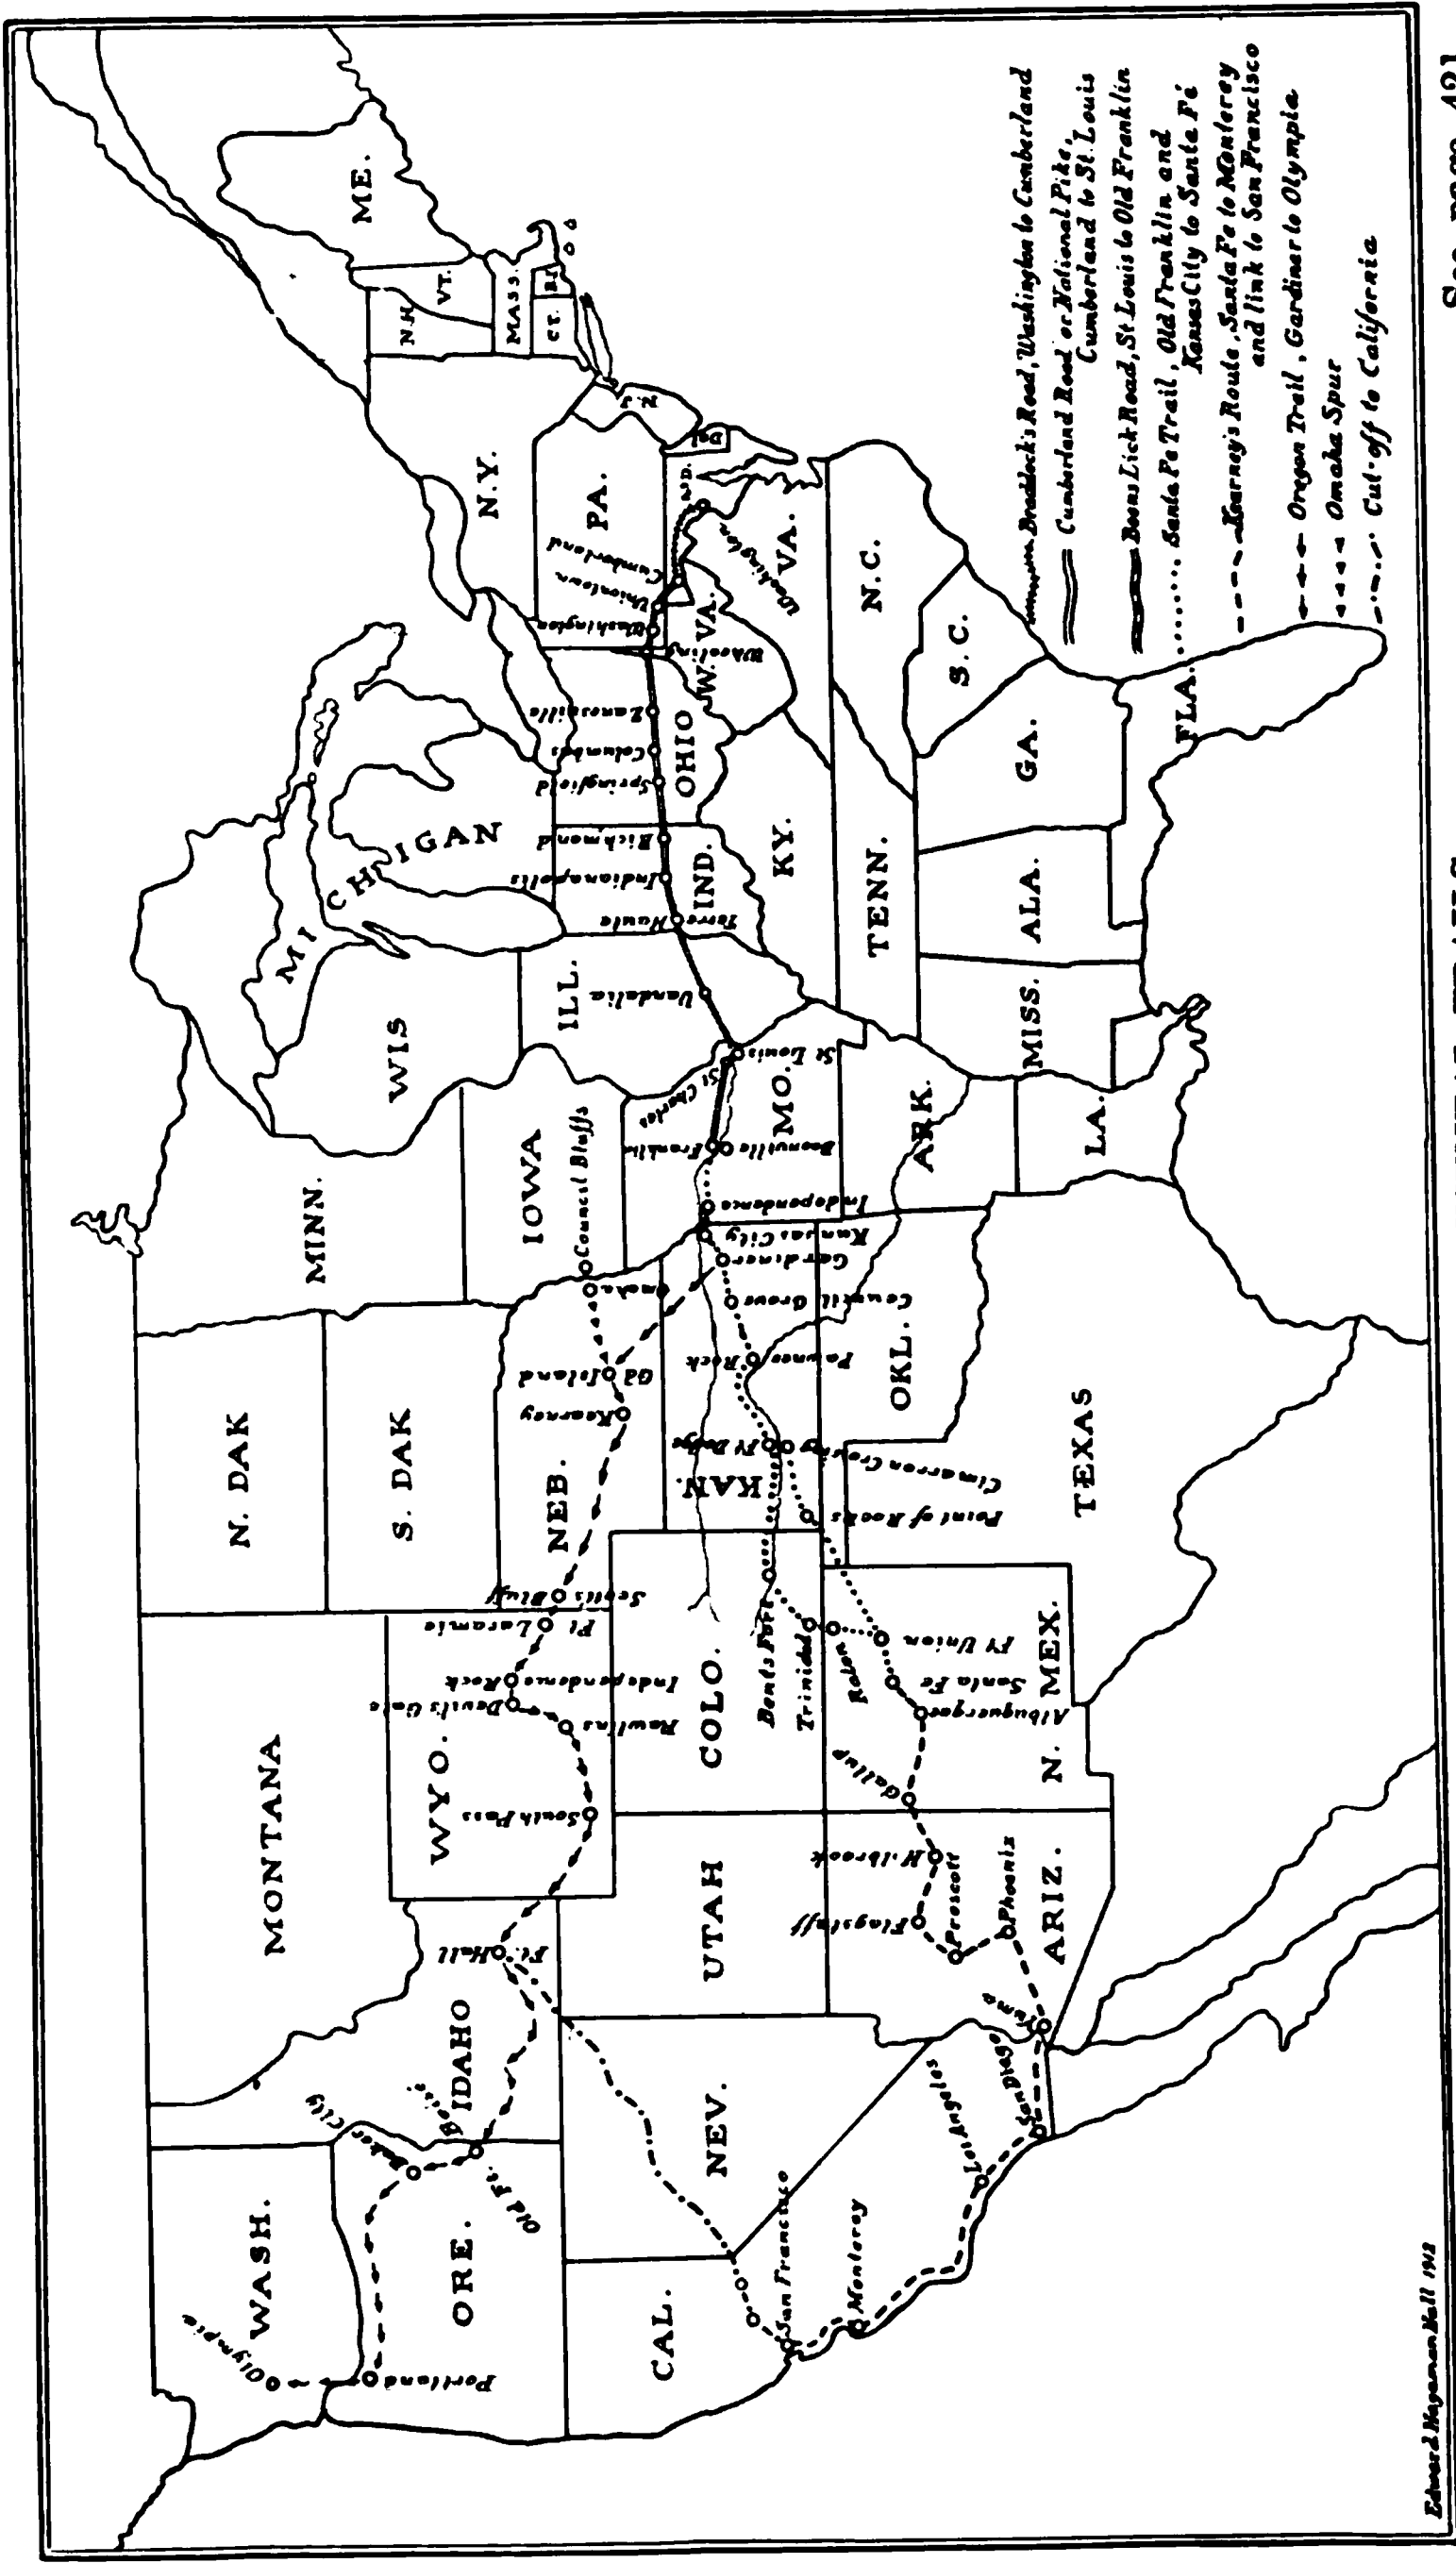 WASH.
Olympia
Portland
ORE.
Baker City
Old Ft. Boise
IDAHO
Ft. Hall
MONTANA
WYO.
South Pass
Rawlins
Devil's Gate
Independence Rock
Ft Laramie
Scott's Bluff
N. DAK
S. DAK
NEB.
Kearney
Gd Island
Omaha
MINN.
IOWA
Council Bluffs
WIS
MICHIGAN
ILL.
Vandalia
Terre Haute
IND.
Indianapolis
Richmond
OHIO
Springfield
Columbus
Zanesville
Wheeling
Washington
Uniontown
Cumberland
PA.
N.Y.
N.H
VT.
ME.
MASS.
CT.
R.I
N.J.
Del
MD.
Washington
W. VA.
VA.
KY.
TENN.
N.C.
S.C.
GA.
ALA.
MISS.
FLA.
LA.
ARK.
MO.
St Louis
St Charles
Franklin
Boonville
Independence
Kansas City
Gardiner
Council Grove
Pawnee Rock
Ft Dodge
Cimarron Crossing
Point of Rocks
KAN.
OKL.
TEXAS
COLO.
Bents Fort
Trinidad
Raton
Ft Union
Santa Fe
Albuquerque
Gallup
N. MEX.
UTAH
ARIZ.
Holbrook
Flagstaff
Prescott
Phoenix
Yuma
NEV.
CAL.
San Francisco
Monterey
Los Angeles
San Diego
Braddock's Road, Washington to Cumberland
Cumberland Road or National Pike,
Cumberland to St. Louis
Boons Lick Road, St Louis to Old Franklin
Santa Fe Trail, Old Franklin and
Kansas City to Santa Fé
Kearney's Route, Santa Fe to Monterey
and link to San Francisco
Oregon Trail, Gardiner to Olympia
Omaha Spur
Cut-off to California
Edward Hagaman Hall 1912